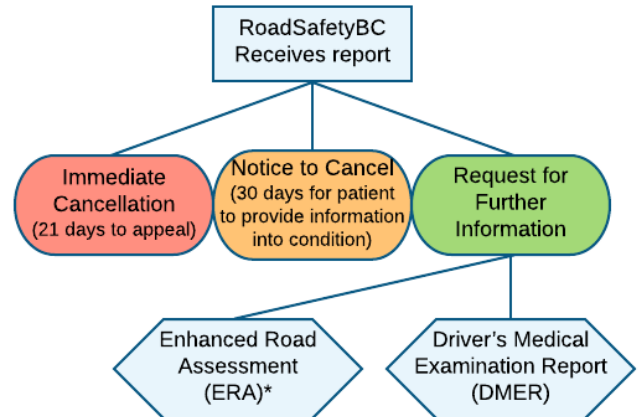 RoadSafetyBC
Receives report
Immediate
Cancellation
(21 days to appeal)
Notice to Cancel
(30 days for patient
to provide information
into condition)
Request for
Further
Information
Enhanced Road
Assessment
(ERA)*
Driver's Medical
Examination Report
(DMER)